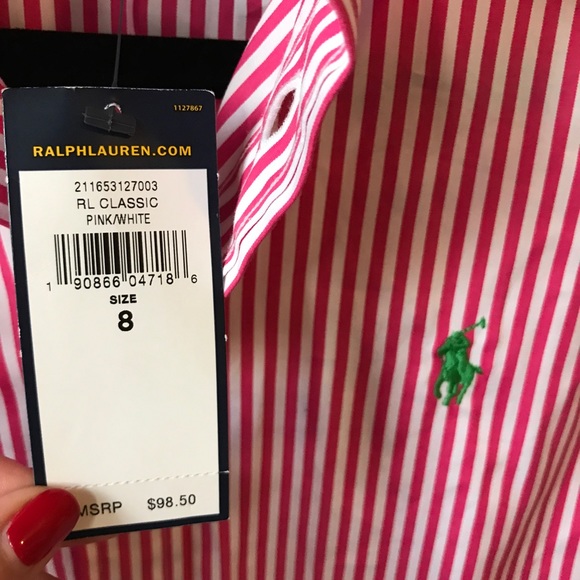 1127867
RALPHLAUREN.COM
211653127003
RL CLASSIC
PINK/WHITE
1 90866 04718 6
SIZE
8
MSRP $98.50